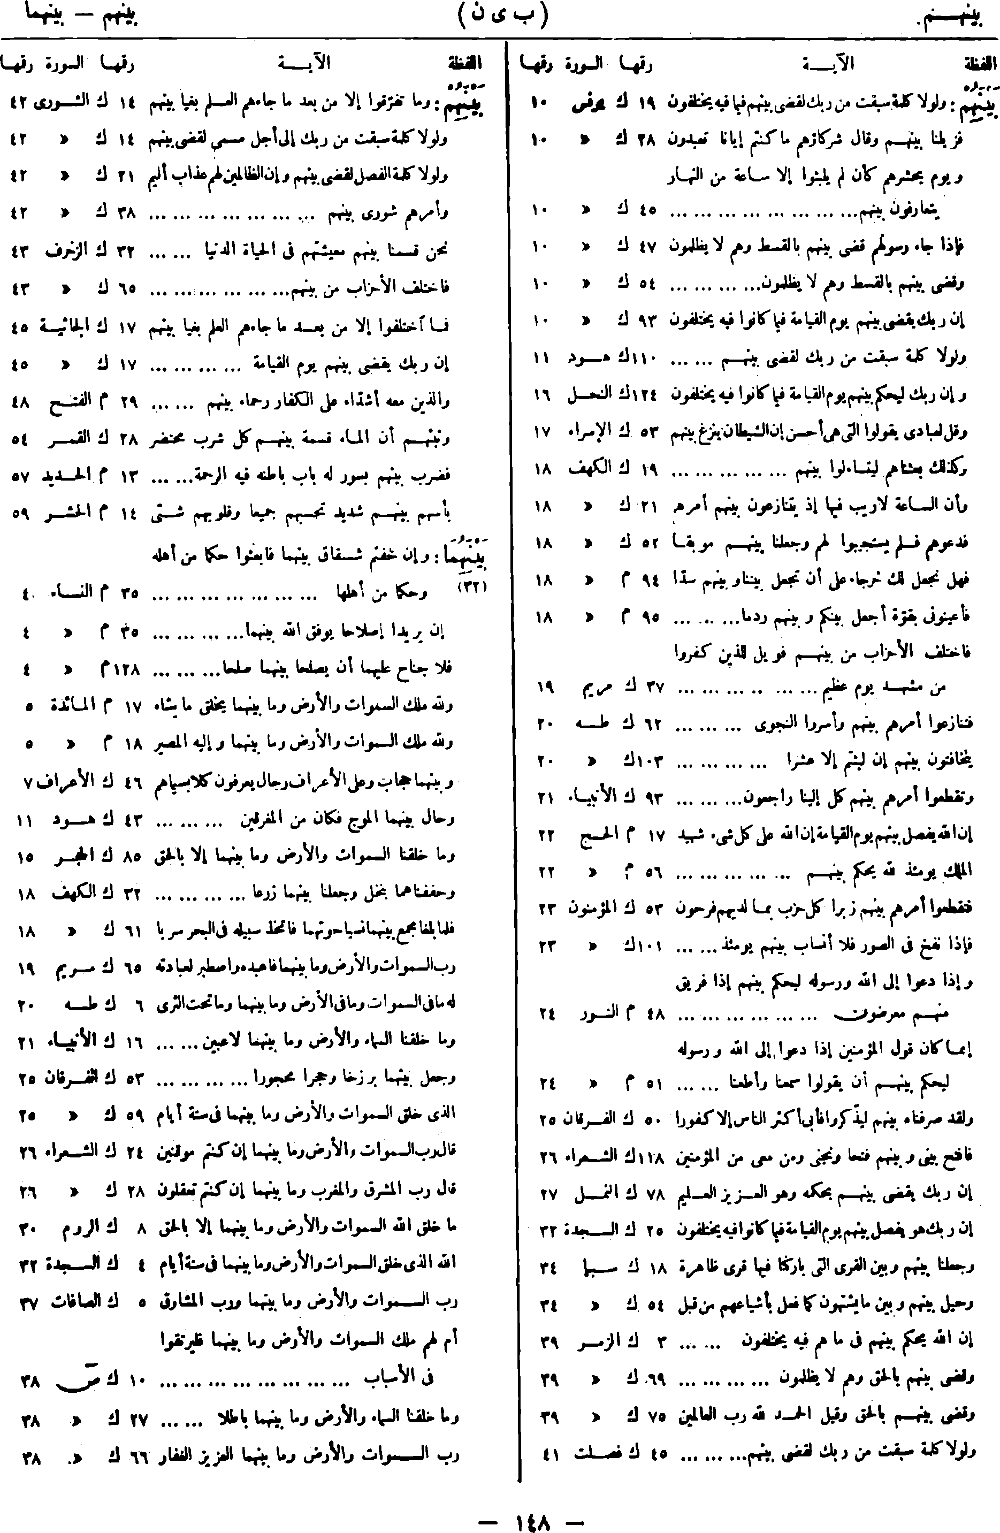 بينهم
(ب ى ن)
بينهم — بينهما
اللفظة الآيـــة رقها السورة رقها
بَيْنَهُم : ولولا كلمة سبقت من ربك لقضى بينهم فيما فيه يختلفون ١٩ ك يونس ١٠
فزيلنا بينهم وقال شركاؤهم ما كنتم إيانا تعبدون ٢٨ ك » ١٠
ويوم يحشرهم كأن لم يلبثوا إلا ساعة من النهار
يتعارفون بينهم ... ... ... ... ... ... ... ... ٤٥ ك » ١٠
فإذا جاء رسولهم قضى بينهم بالقسط وهم لا يظلمون ٤٧ ك » ١٠
وقضى بينهم بالقسط وهم لا يظلمون ... ... ... ... ٥٤ ك » ١٠
إن ربك يقضى بينهم يوم القيامة فيما كانوا فيه يختلفون ٩٣ ك » ١٠
ولولا كلمة سبقت من ربك لقضى بينهم ... ... ١١٠ ك هود ١١
وإن ربك ليحكم بينهم يوم القيامة فيما كانوا فيه يختلفون ١٢٤ ك النحل ١٦
وقل لعبادى يقولوا التى هى أحسن إن الشيطان ينزغ بينهم ٥٣ ك الإسراء ١٧
وكذلك بعثناهم ليتساءلوا بينهم ... ... ... ... ... ١٩ ك الكهف ١٨
وأن الساعة لاريب فيها إذ يتنازعون بينهم أمرهم ٢١ ك » ١٨
فدعوهم فلم يستجيبوا لهم وجعلنا بينهم موبقا ٥٢ ك » ١٨
فهل نجعل لك خرجا على أن تجعل بيننا وبينهم سدّا ٩٤ م » ١٨
فأعينونى بقوّة أجعل بينكم وبينهم ردما ... ... ... ٩٥ م » ١٨
فاختلف الأحزاب من بينهم فويل للذين كفروا
من مشهد يوم عظيم ... ... ... ... ... ... ٣٧ ك مريم ١٩
فتنازعوا أمرهم بينهم وأسروا النجوى ... ... ... ٦٢ ك طه ٢٠
يتخافتون بينهم إن لبثتم إلا عشرا ... ... ... ... ١٠٣ ك » ٢٠
وتقطعوا أمرهم بينهم كل إلينا راجعون ... ... ... ٩٣ ك الأنبياء ٢١
إن الله يفصل بينهم يوم القيامة إن الله على كل شىء شهيد ١٧ م الحج ٢٢
الملك يومئذ لله يحكم بينهم ... ... ... ... ... ٥٦ م » ٢٢
فتقطعوا أمرهم بينهم زبرا كل حزب بما لديهم فرحون ٥٣ ك المؤمنون ٢٣
فإذا نفخ فى الصور فلا أنساب بينهم يومئذ ... ... ١٠١ ك » ٢٣
وإذا دعوا إلى الله ورسوله ليحكم بينهم إذا فريق
منهم معرضون ... ... ... ... ... ... ... ٤٨ م النور ٢٤
إنما كان قول المؤمنين إذا دعوا إلى الله ورسوله
ليحكم بينهم أن يقولوا سمعنا وأطعنا ... ... ٥١ م » ٢٤
ولقد صرفناه بينهم ليذكروا فأبى أكثر الناس إلا كفورا ٥٠ ك الفرقان ٢٥
فافتح بينى وبينهم فتحا ونجنى ومن معى من المؤمنين ١١٨ ك الشعراء ٢٦
إن ربك يقضى بينهم بحكمه وهو العزيز العليم ٧٨ ك النمل ٢٧
إن ربك هو يفصل بينهم يوم القيامة فيما كانوا فيه يختلفون ٢٥ ك السجدة ٣٢
وجعلنا بينهم وبين القرى التى باركنا فيها قرى ظاهرة ١٨ ك سبأ ٣٤
وحيل بينهم وبين ما يشتهون كما فعل بأشياعهم من قبل ٥٤ ك » ٣٤
إن الله يحكم بينهم فى ما هم فيه يختلفون ... ... ٣ ك الزمر ٣٩
وقضى بينهم بالحق وهم لا يظلمون ... ... ... ... ٦٩ ك » ٣٩
وقضى بينهم بالحق وقيل الحمد لله رب العالمين ٧٥ ك » ٣٩
ولولا كلمة سبقت من ربك لقضى بينهم ... ... ... ٤٥ ك فصلت ٤١
اللفظة الآيـــة رقها السورة رقها
بَيْنَهُم : وما تفرّقوا إلا من بعد ما جاءهم العلم بغيا بينهم ١٤ ك الشورى ٤٢
ولولا كلمة سبقت من ربك إلى أجل مسمى لقضى بينهم ١٤ ك » ٤٢
ولولا كلمة الفصل لقضى بينهم وإن الظالمين لهم عذاب أليم ٢١ ك » ٤٢
وأمرهم شورى بينهم ... ... ... ... ... ... ... ٣٨ ك » ٤٢
نحن قسمنا بينهم معيشتهم فى الحياة الدنيا ... ... ٣٢ ك الزخرف ٤٣
فاختلف الأحزاب من بينهم ... ... ... ... ... ... ٦٥ ك » ٤٣
فما اختلفوا إلا من بعد ما جاءهم العلم بغيا بينهم ١٧ ك الجاثية ٤٥
إن ربك يقضى بينهم يوم القيامة ... ... ... ... ١٧ ك » ٤٥
والذين معه أشدّاء على الكفار رحماء بينهم ... ... ٢٩ م الفتح ٤٨
ونبئهم أن الماء قسمة بينهم كل شرب محتضر ٢٨ ك القمر ٥٤
فضرب بينهم بسور له باب باطنه فيه الرحمة ... ... ١٣ م الحديد ٥٧
بأسهم بينهم شديد تحسبهم جميعا وقلوبهم شتى ١٤ م الحشر ٥٩
بَيْنَهُمَا : وإن خفتم شقاق بينهما فابعثوا حكما من أهله
(٣٢) وحكما من أهلها ... ... ... ... ... ... ... ٣٥ م النساء ٤
إن يريدا إصلاحا يوفق الله بينهما ... ... ... ... ٣٥ م » ٤
فلا جناح عليهما أن يصلحا بينهما صلحا ... ... ... ١٢٨ م » ٤
ولله ملك السموات والأرض وما بينهما يخلق ما يشاء ١٧ م المائدة ٥
ولله ملك السموات والأرض وما بينهما وإليه المصير ١٨ م » ٥
وبينهما حجاب وعلى الأعراف رجال يعرفون كلا بسيماهم ٤٦ ك الأعراف ٧
وحال بينهما الموج فكان من المغرقين ... ... ... ٤٣ ك هود ١١
وما خلقنا السموات والأرض وما بينهما إلا بالحق ٨٥ ك الحجر ١٥
وحففناهما بنخل وجعلنا بينهما زرعا ... ... ... ... ٣٢ ك الكهف ١٨
فلما بلغا مجمع بينهما نسيا حوتهما فاتخذ سبيله فى البحر سربا ٦١ ك » ١٨
رب السموات والأرض وما بينهما فاعبده واصطبر لعبادته ٦٥ ك مريم ١٩
له ما فى السموات وما فى الأرض وما بينهما وما تحت الثرى ٦ ك طه ٢٠
وما خلقنا السماء والأرض وما بينهما لاعبين ... ... ١٦ ك الأنبياء ٢١
وجعل بينهما برزخا وحجرا محجورا ... ... ... ... ٥٣ ك الفرقان ٢٥
الذى خلق السموات والأرض وما بينهما فى ستة أيام ٥٩ ك » ٢٥
قال رب السموات والأرض وما بينهما إن كنتم موقنين ٢٤ ك الشعراء ٢٦
قال رب المشرق والمغرب وما بينهما إن كنتم تعقلون ٢٨ ك » ٢٦
ما خلق الله السموات والأرض وما بينهما إلا بالحق ٨ ك الروم ٣٠
الله الذى خلق السموات والأرض وما بينهما فى ستة أيام ٤ ك السجدة ٣٢
رب السموات والأرض وما بينهما ورب المشارق ٥ ك الصافات ٣٧
أم لهم ملك السموات والأرض وما بينهما فليرتقوا
فى الأسباب ... ... ... ... ... ... ... ... ١٠ ك صٓ ٣٨
وما خلقنا السماء والأرض وما بينهما باطلا ... ... ٢٧ ك » ٣٨
رب السموات والأرض وما بينهما العزيز الغفار ٦٦ ك » ٣٨
— ١٤٨ —